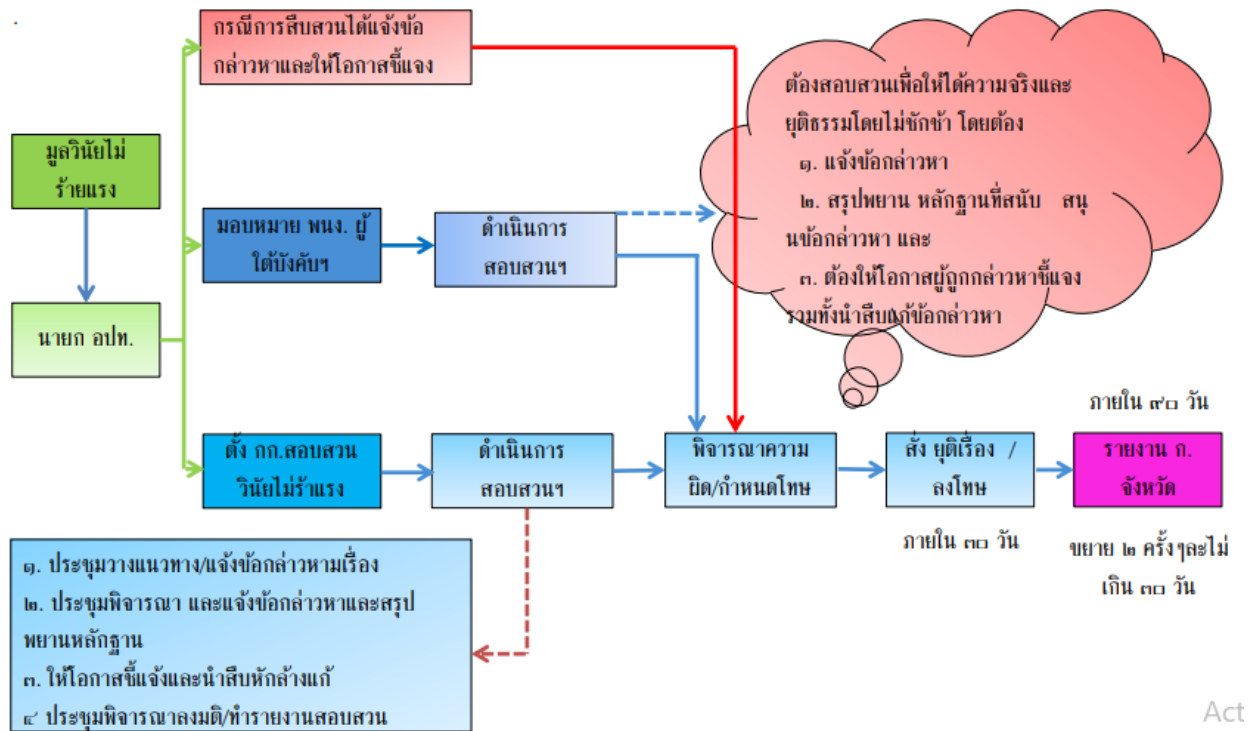 กรณีการสืบสวนได้แจ้งข้อ
กล่าวหาและให้โอกาสชี้แจง
ต้องสอบสวนเพื่อให้ได้ความจริงและ
ยุติธรรมโดยไม่ชักช้า โดยต้อง
๑. แจ้งข้อกล่าวหา
๒. สรุปพยาน หลักฐานที่สนับ สนุ
นข้อกล่าวหา และ
๓. ต้องให้โอกาสผู้ถูกกล่าวหาชี้แจง
รวมทั้งนำสืบแก้ข้อกล่าวหา
มูลวินัยไม่
ร้ายแรง
มอบหมาย พนง. ผู้
ใต้บังคับฯ
ดำเนินการ
สอบสวนฯ
นายก อปท.
ตั้ง กก.สอบสวน
วินัยไม่ร้าแรง
ดำเนินการ
สอบสวนฯ
พิจารณาความ
ผิด/กำหนดโทษ
สั่ง ยุติเรื่อง /
ลงโทษ
ภายใน ๓๐ วัน
ภายใน ๙๐ วัน
รายงาน ก.
จังหวัด
ขยาย ๒ ครั้งๆละไม่
เกิน ๓๐ วัน
๑. ประชุมวางแนวทาง/แจ้งข้อกล่าวหามเรื่อง
๒. ประชุมพิจารณา และแจ้งข้อกล่าวหาและสรุป
พยานหลักฐาน
๓. ให้โอกาสชี้แจ้งและนำสืบหักล้างแก้
๔ ประชุมพิจารณาลงมติ/ทำรายงานสอบสวน
Act